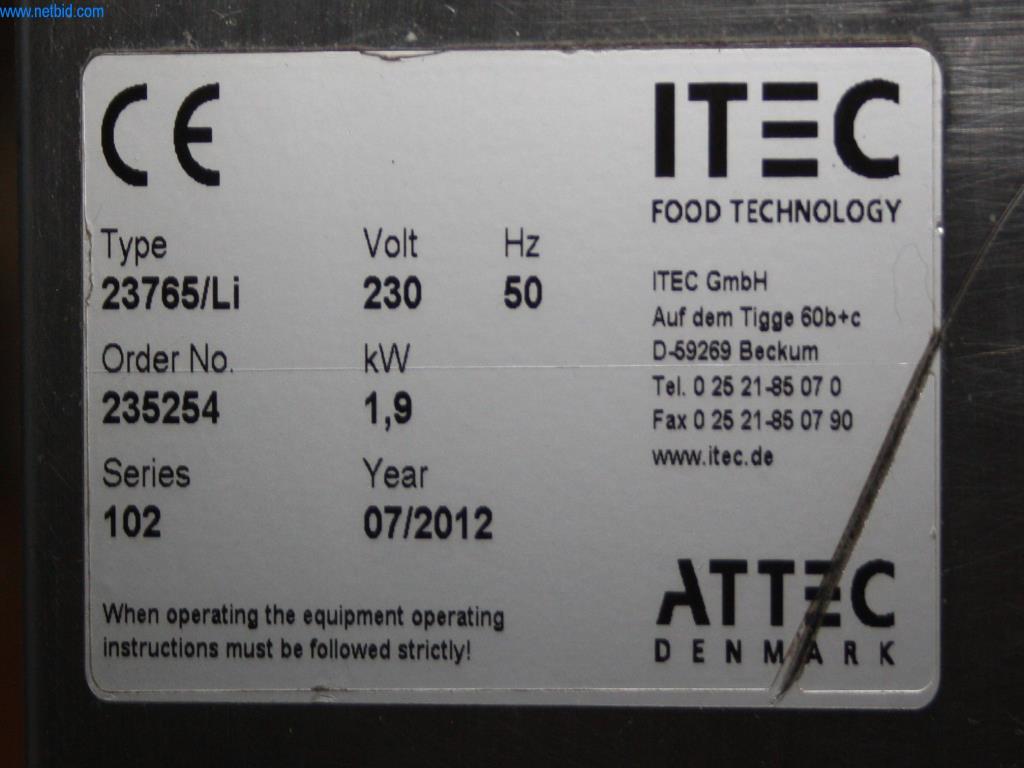 www.netbid.com
CE
ITEC
FOOD TECHNOLOGY
Type Volt Hz
23765/Li 230 50
Order No. kW
235254 1,9
Series Year
102 07/2012
When operating the equipment operating
instructions must be followed strictly!
ITEC GmbH
Auf dem Tigge 60b+c
D-59269 Beckum
Tel. 0 25 21-85 07 0
Fax 0 25 21-85 07 90
www.itec.de
ATTEC
DENMARK